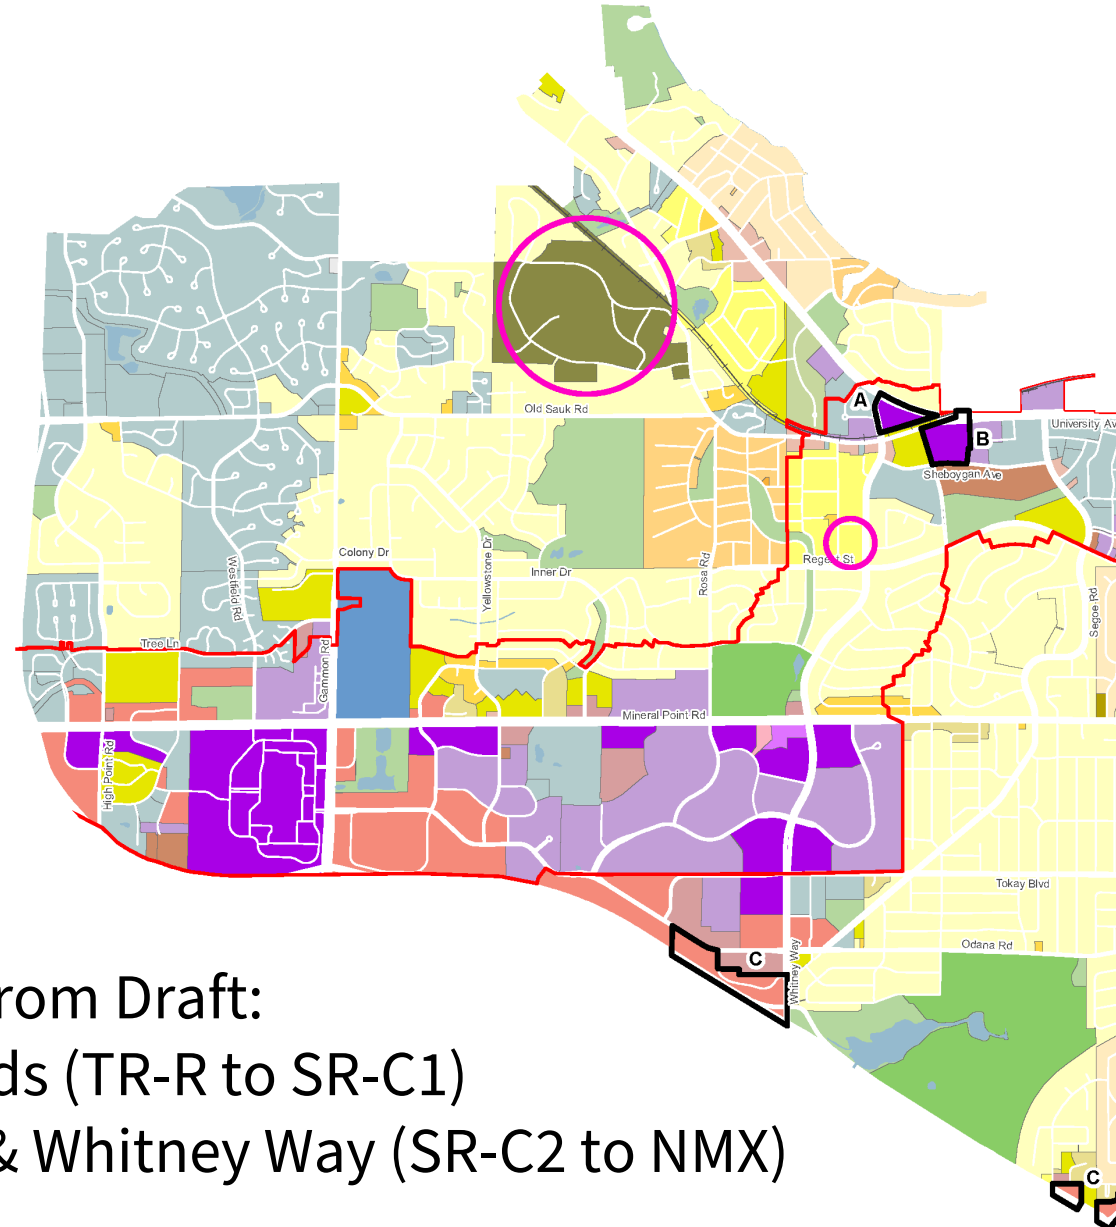 A
Old Sauk Rd
University Av
B
Sheboygan Ave
Colony Dr
Yellowstone Dr
Inner Dr
Rosa Rd
Regent St
Westfield Rd
Segoe Rd
Tree Ln
Gammon Rd
Mineral Point Rd
High Point Rd
Tokay Blvd
Odana Rd
C
Whitney Way
rom Draft:
ds (TR-R to SR-C1)
& Whitney Way (SR-C2 to NMX)
C